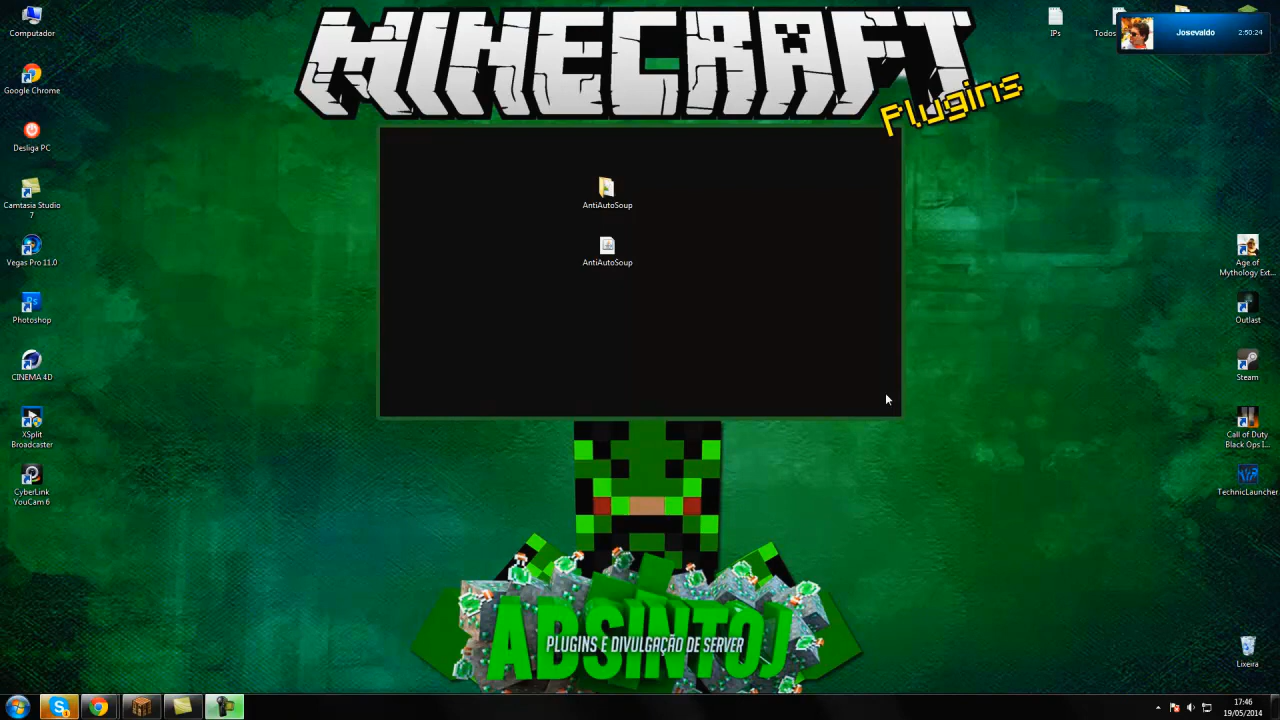 MINECRAFT
Plugins
Computador
Google Chrome
Desliga PC
Camtasia Studio
7
Vegas Pro 11.0
Photoshop
CINEMA 4D
XSplit
Broadcaster
CyberLink
YouCam 6
AntiAutoSoup
AntiAutoSoup
IPs
Todos
Josevaldo
2:50:24
Age of
Mythology Ext...
Outlast
Steam
Call of Duty
Black Ops I...
TechnicLauncher
Lixeira
ABSINTOJ
PLUGINS E DIVULGAÇÃO DE SERVER
17:46
19/05/2014